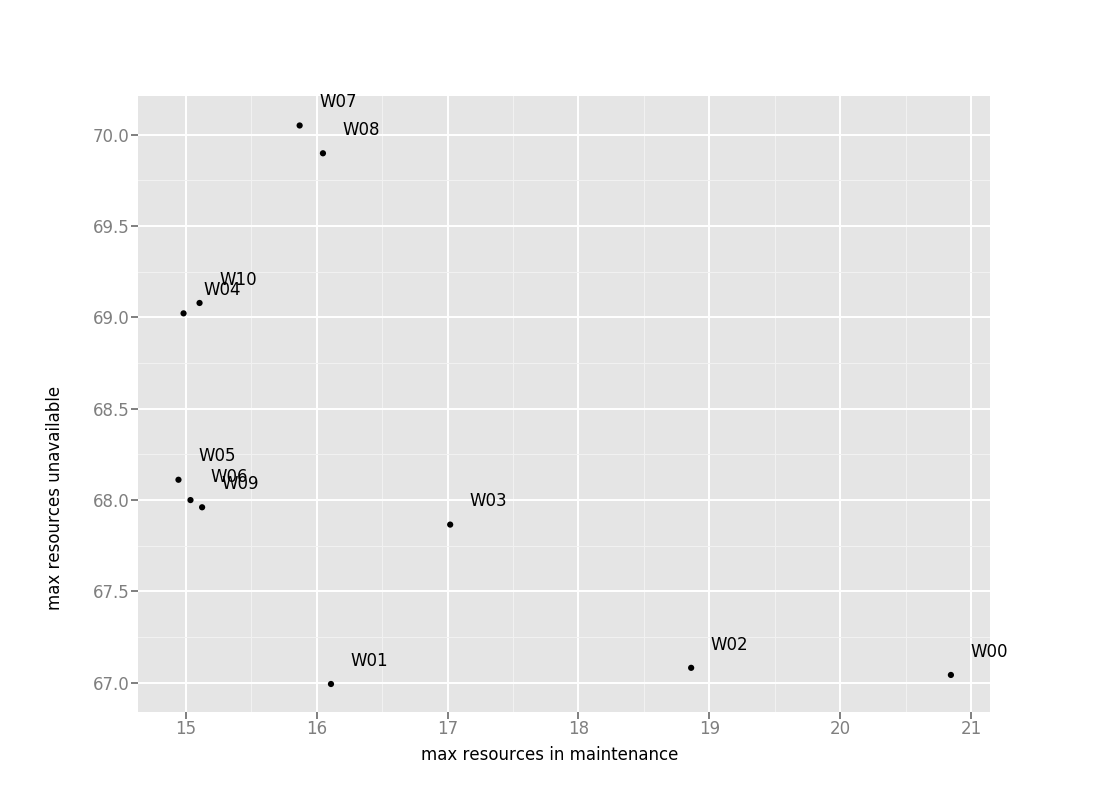 W07
W08
70.0
69.5
W10
W04
69.0
68.5
W05
W06
W09
68.0
W03
67.5
W02
W00
W01
67.0
15 16 17 18 19 20 21
max resources in maintenance
max resources unavailable